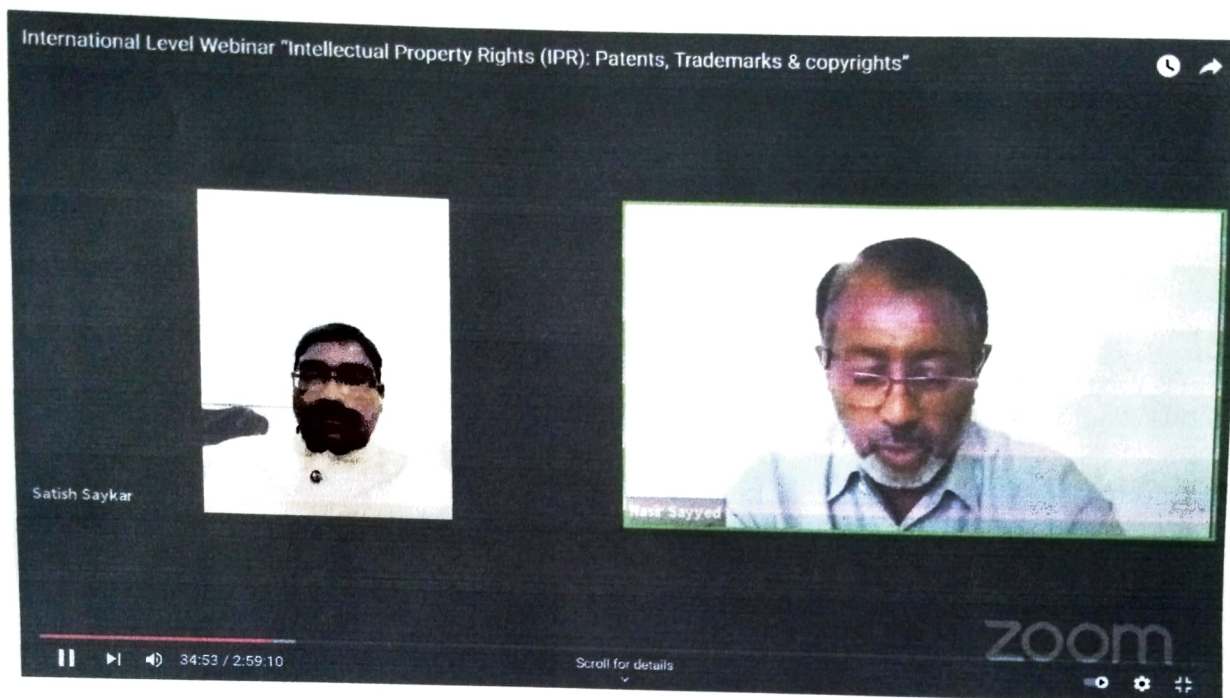 International Level Webinar “Intellectual Property Rights (IPR): Patents, Trademarks & copyrights”
Satish Saykar
Nasir Sayyed
zoom
34:53 / 2:59:10
Scroll for details